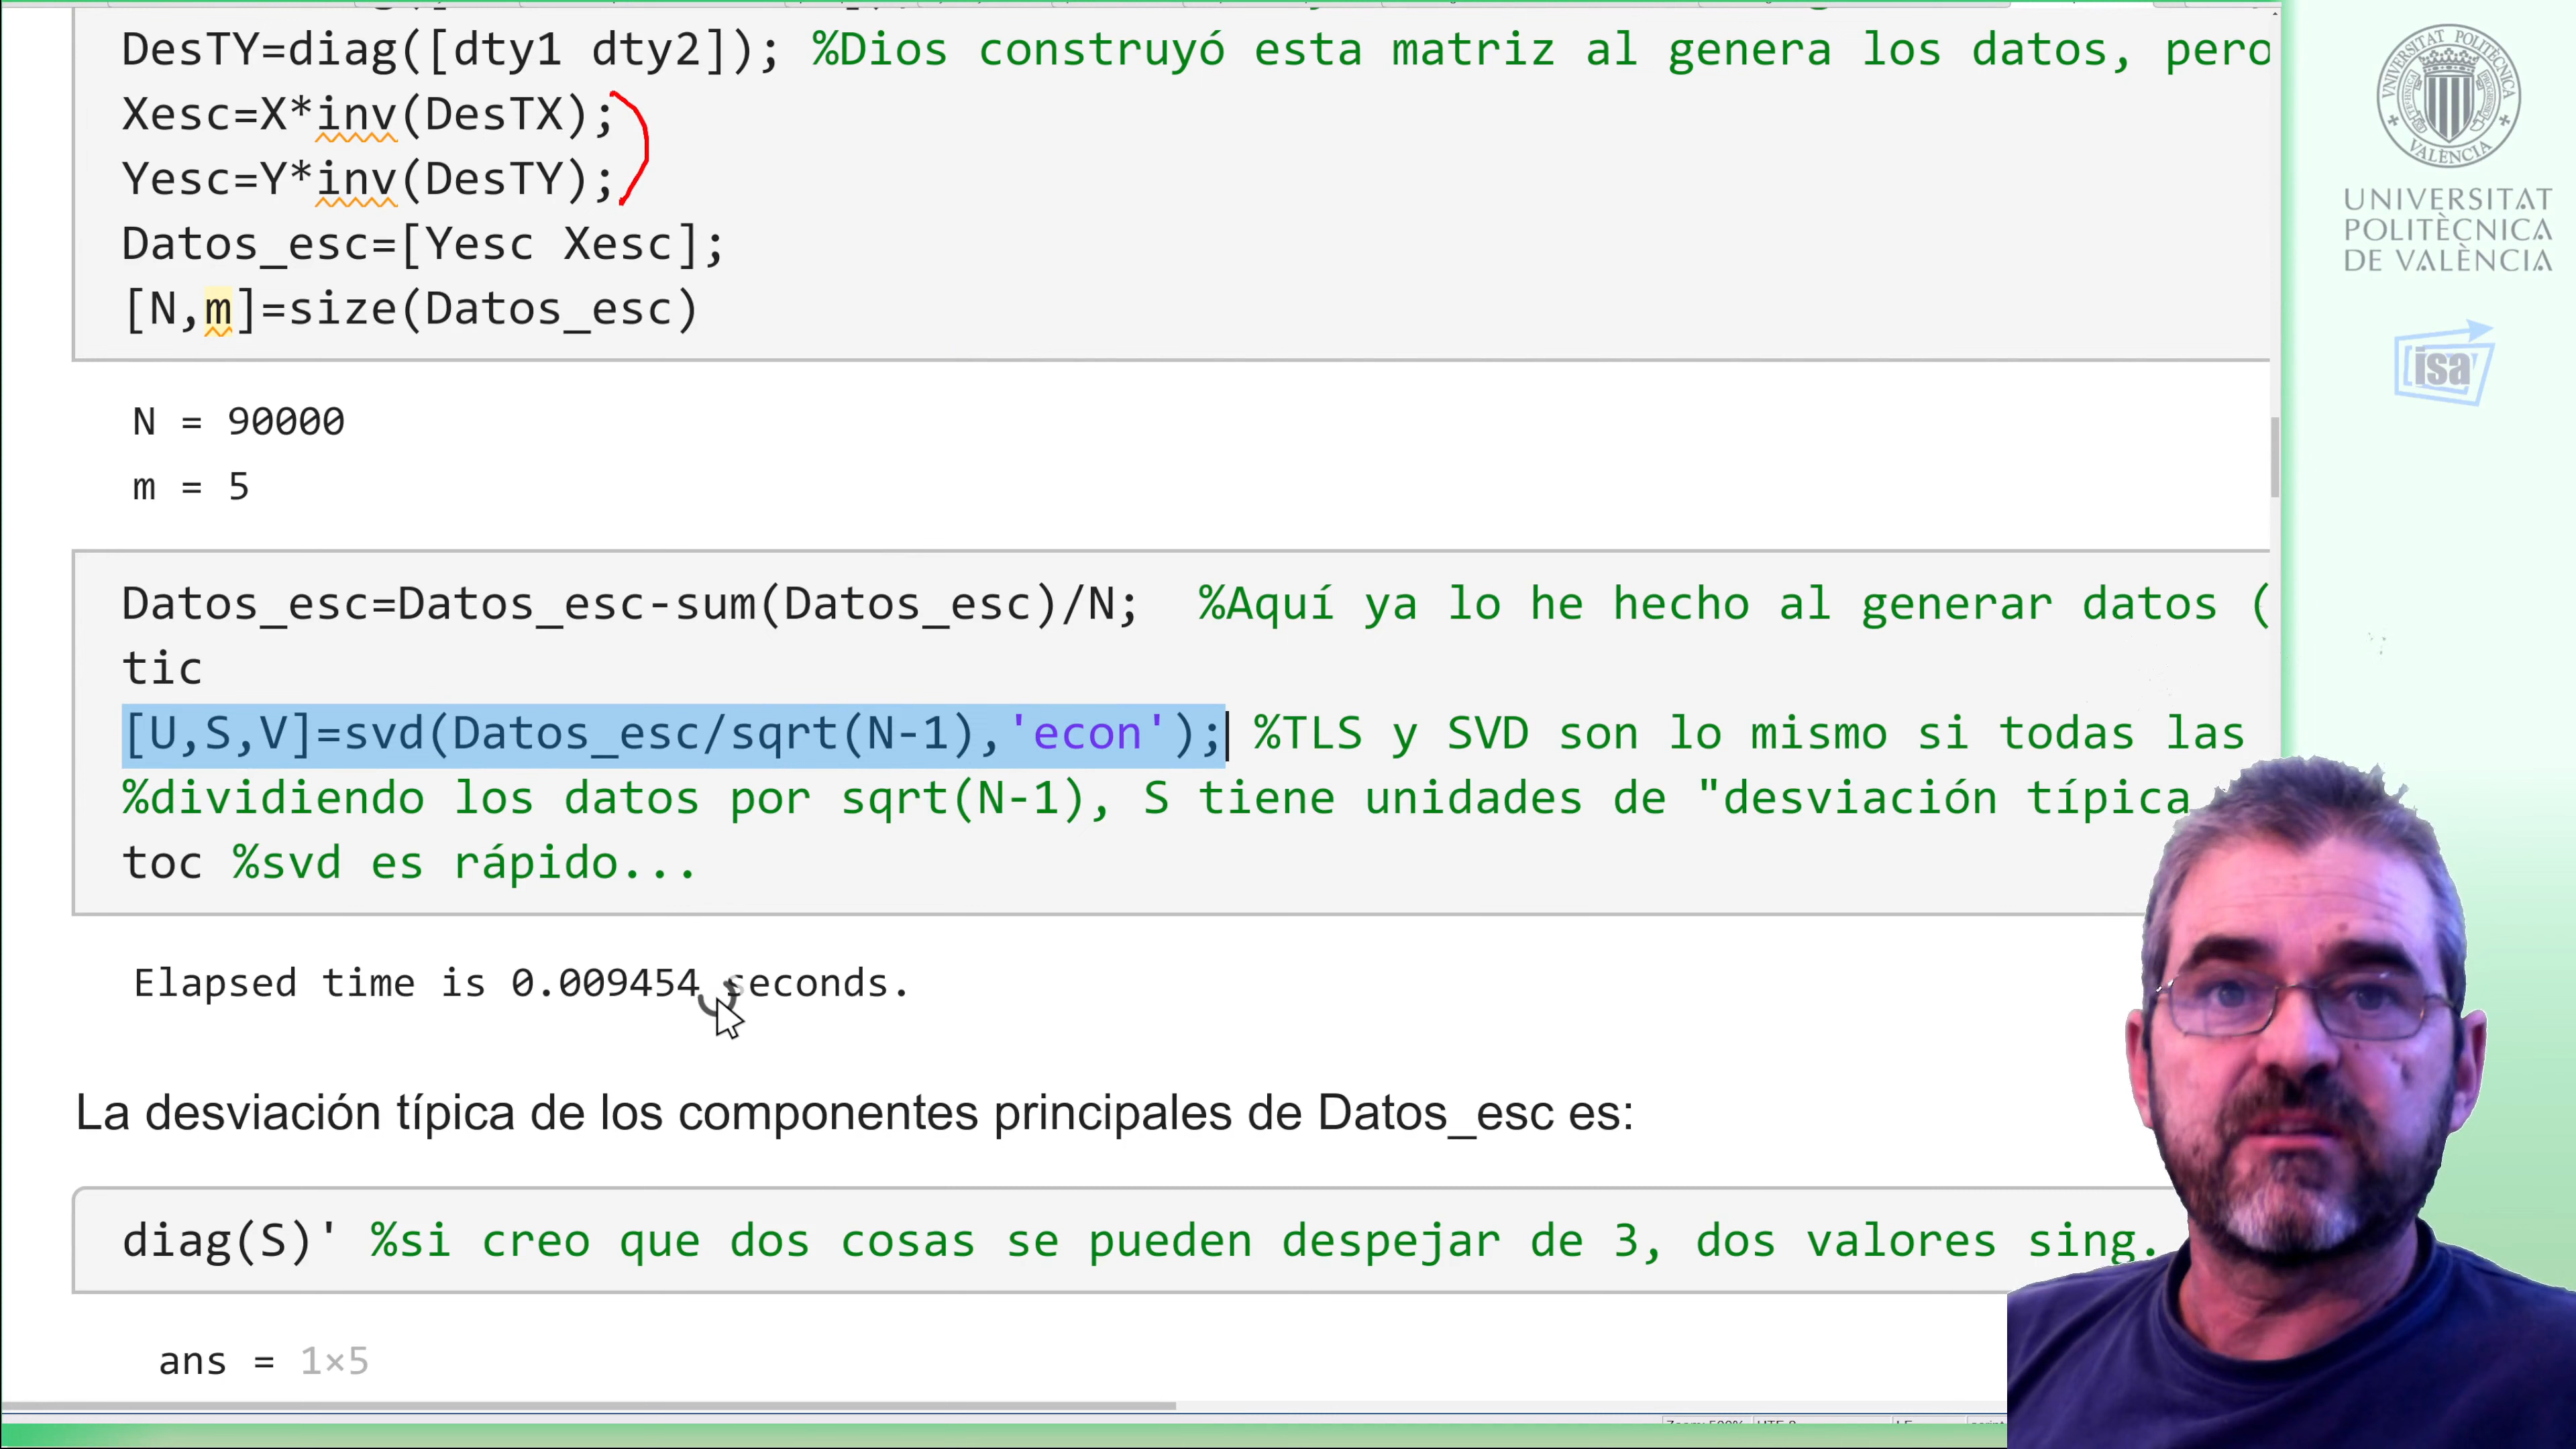 DesTY=diag([dty1 dty2]); %Dios construyó esta matriz al genera los datos, pero
Xesc=X*inv(DesTX);
Yesc=Y*inv(DesTY);
Datos_esc=[Yesc Xesc];
[N,m]=size(Datos_esc)
N = 90000
m = 5
Datos_esc=Datos_esc-sum(Datos_esc)/N; %Aquí ya lo he hecho al generar datos (
tic
[U,S,V]=svd(Datos_esc/sqrt(N-1),'econ'); %TLS y SVD son lo mismo si todas las
%dividiendo los datos por sqrt(N-1), S tiene unidades de "desviación típica
toc %svd es rápido...
Elapsed time is 0.009454 seconds.
La desviación típica de los componentes principales de Datos_esc es:
diag(S)' %si creo que dos cosas se pueden despejar de 3, dos valores sing.
ans = 1×5
UNIVERSITAT
POLITÈCNICA
DE VALÈNCIA
isa